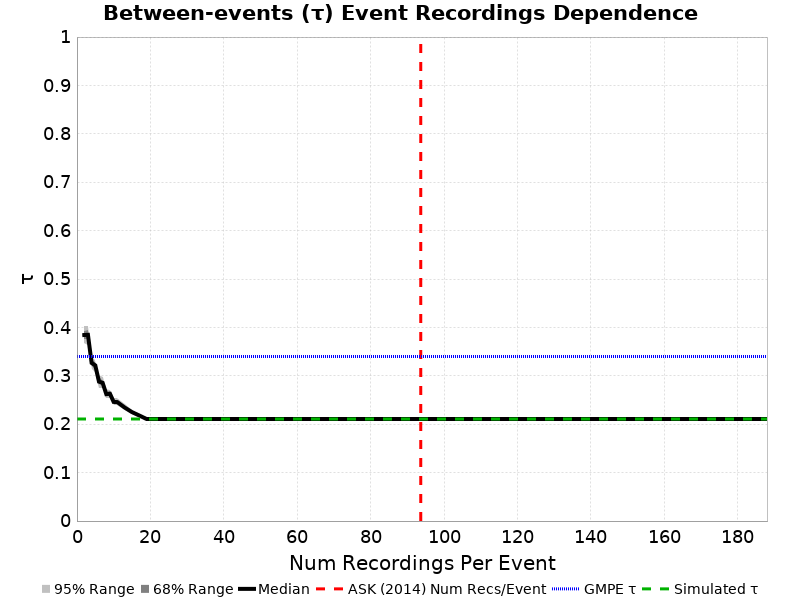 Between-events (τ) Event Recordings Dependence
1
0.9
0.8
0.7
0.6
0.5
0.4
0.3
0.2
0.1
0
τ
0 20 40 60 80 100 120 140 160 180
Num Recordings Per Event
95% Range 68% Range Median ASK (2014) Num Recs/Event GMPE τ Simulated τ